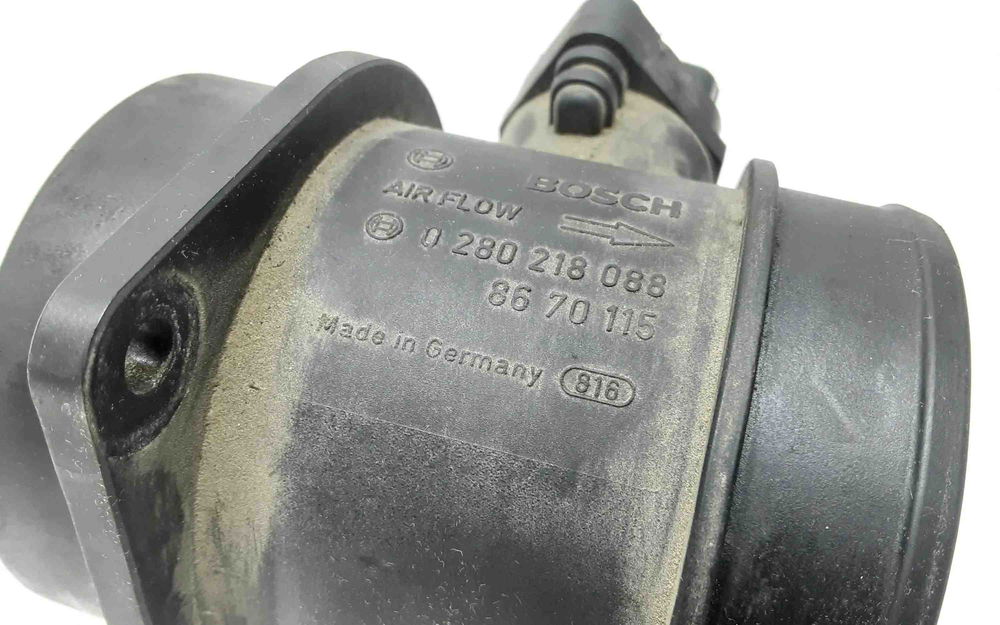 BOSCH
AIR FLOW
0 280 218 088
86 70 115
Made in Germany 816